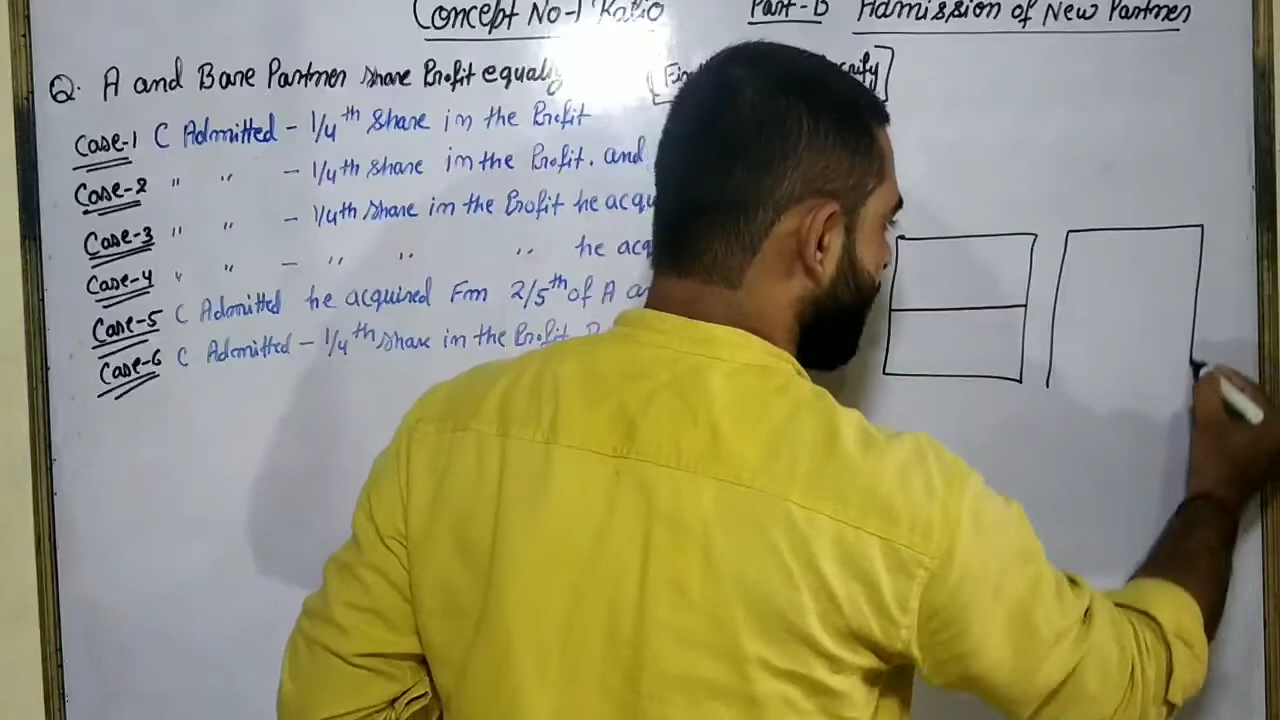 Concept No-1 Ratio Part-B Admission of New Partner
Q. A and B are Partner share Profit equally
Case-1 C Admitted - 1/4th share in the Profit
Case-2 " " - 1/4th share in the Profit. and
Case-3 " " - 1/4th share in the Profit he acqu
Case-4 " " - " " " he acq
Case-5 C Admitted he acquired From 2/5th of A a
Case-6 C Admitted - 1/4th share in the Profit